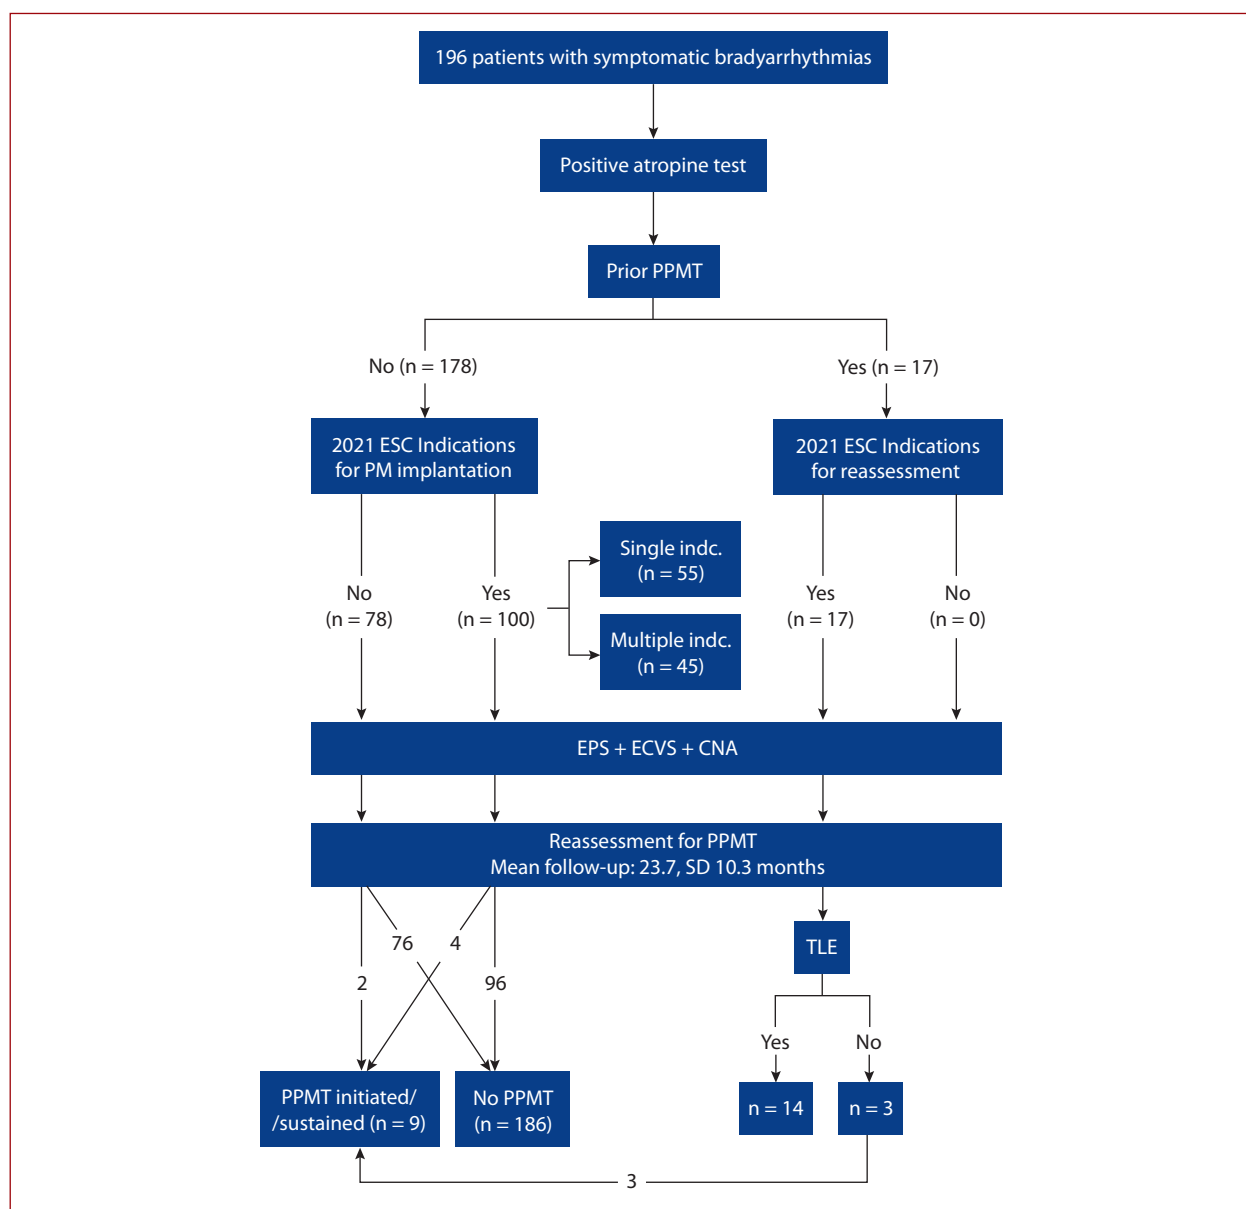 196 patients with symptomatic bradyarrhythmias
Positive atropine test
Prior PPMT
No (n = 178)
Yes (n = 17)
2021 ESC Indications
for PM implantation
2021 ESC Indications
for reassessment
Single indc.
(n = 55)
No
(n = 78)
Yes
(n = 100)
Multiple indc.
(n = 45)
Yes
(n = 17)
No
(n = 0)
EPS + ECVS + CNA
Reassessment for PPMT
Mean follow-up: 23.7, SD 10.3 months
76
4
2
96
TLE
Yes
No
PPMT initiated/
/sustained (n = 9)
No PPMT
(n = 186)
n = 14
n = 3
3